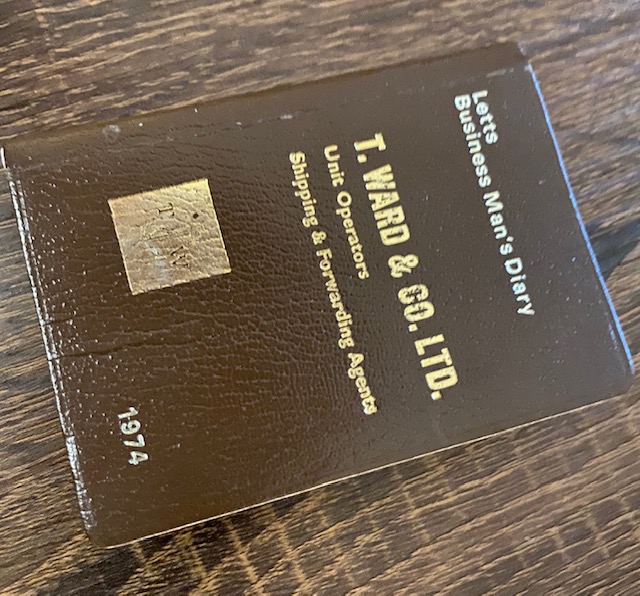 Letts
Business Man's Diary
T. WARD & CO. LTD.
Unit Operators
Shipping & Forwarding Agents
T W
1974